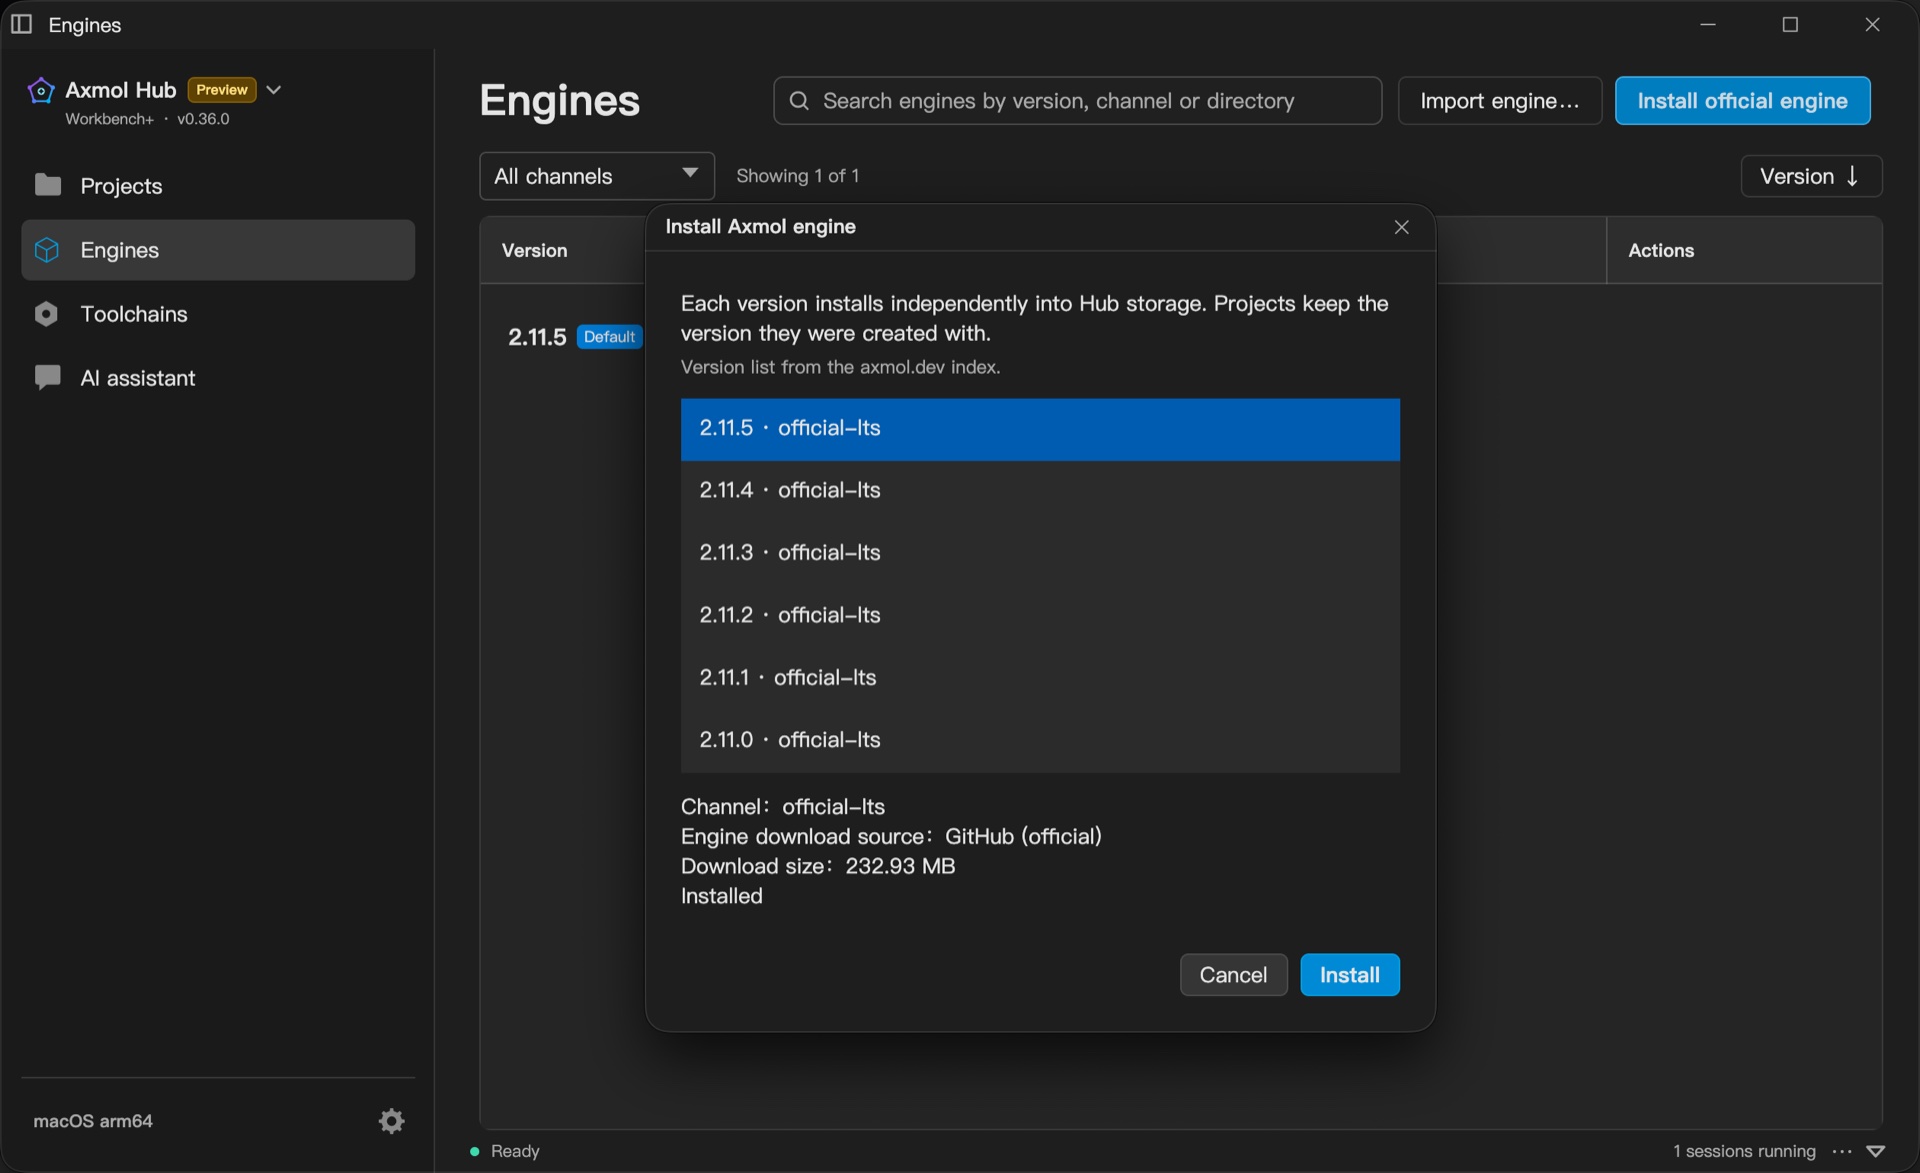 Engines
Axmol Hub Preview
Workbench+ · v0.36.0
Projects
Engines
Toolchains
AI assistant
macOS arm64
Engines
Search engines by version, channel or directory
Import engine...
Install official engine
All channels
Showing 1 of 1
Version ↓
Version
Actions
2.11.5 Default
Install Axmol engine
Each version installs independently into Hub storage. Projects keep the
version they were created with.
Version list from the axmol.dev index.
2.11.5 · official-lts
2.11.4 · official-lts
2.11.3 · official-lts
2.11.2 · official-lts
2.11.1 · official-lts
2.11.0 · official-lts
Channel: official-lts
Engine download source: GitHub (official)
Download size: 232.93 MB
Installed
Cancel
Install
Ready
1 sessions running ...